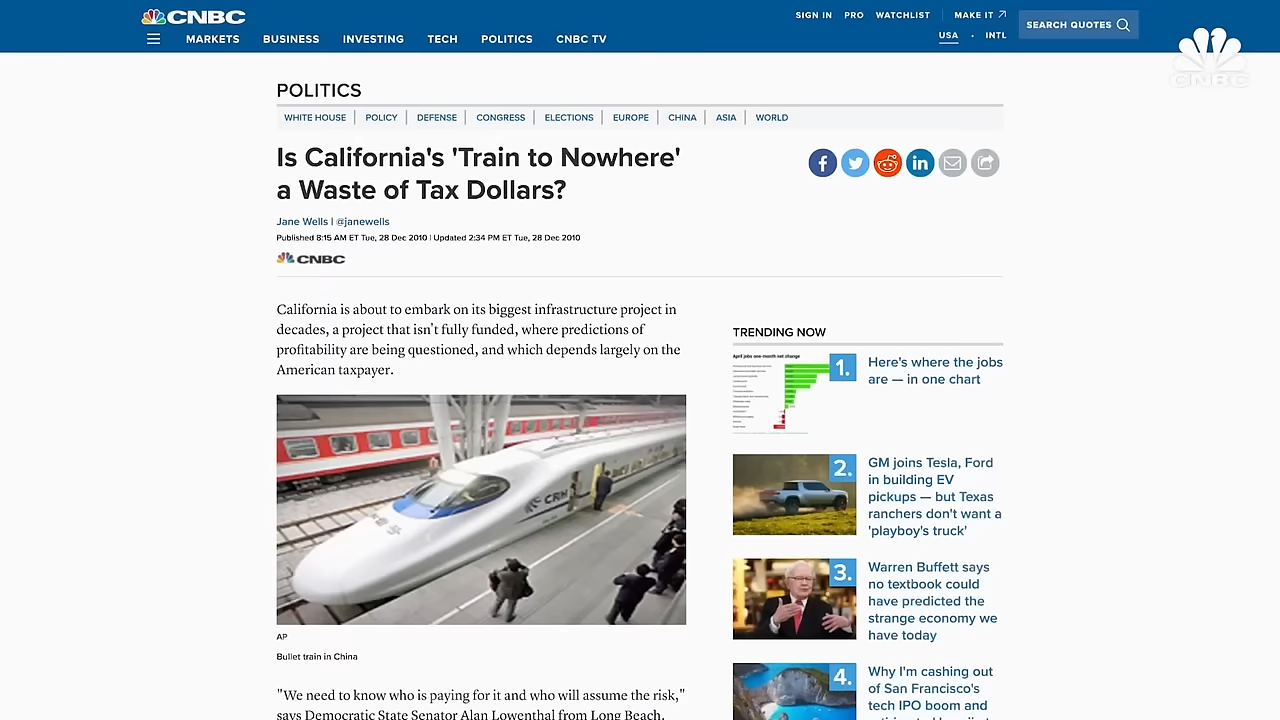 CNBC
SIGN IN PRO WATCHLIST MAKE IT
SEARCH QUOTES
USA · INTL
MARKETS BUSINESS INVESTING TECH POLITICS CNBC TV
CNBC
POLITICS
WHITE HOUSE POLICY DEFENSE CONGRESS ELECTIONS EUROPE CHINA ASIA WORLD
Is California's 'Train to Nowhere'
a Waste of Tax Dollars?
Jane Wells | @janewells
Published 8:15 AM ET Tue, 28 Dec 2010 | Updated 2:34 PM ET Tue, 28 Dec 2010
CNBC
California is about to embark on its biggest infrastructure project in
decades, a project that isn't fully funded, where predictions of
profitability are being questioned, and which depends largely on the
American taxpayer.
CRH
AP
Bullet train in China
"We need to know who is paying for it and who will assume the risk,"
says Democratic State Senator Alan Lowenthal from Long Beach.
TRENDING NOW
April jobs one-month net change
1.
Here's where the jobs
are — in one chart
2.
GM joins Tesla, Ford
in building EV
pickups — but Texas
ranchers don't want a
'playboy's truck'
3.
Warren Buffett says
no textbook could
have predicted the
strange economy we
have today
4.
Why I'm cashing out
of San Francisco's
tech IPO boom and